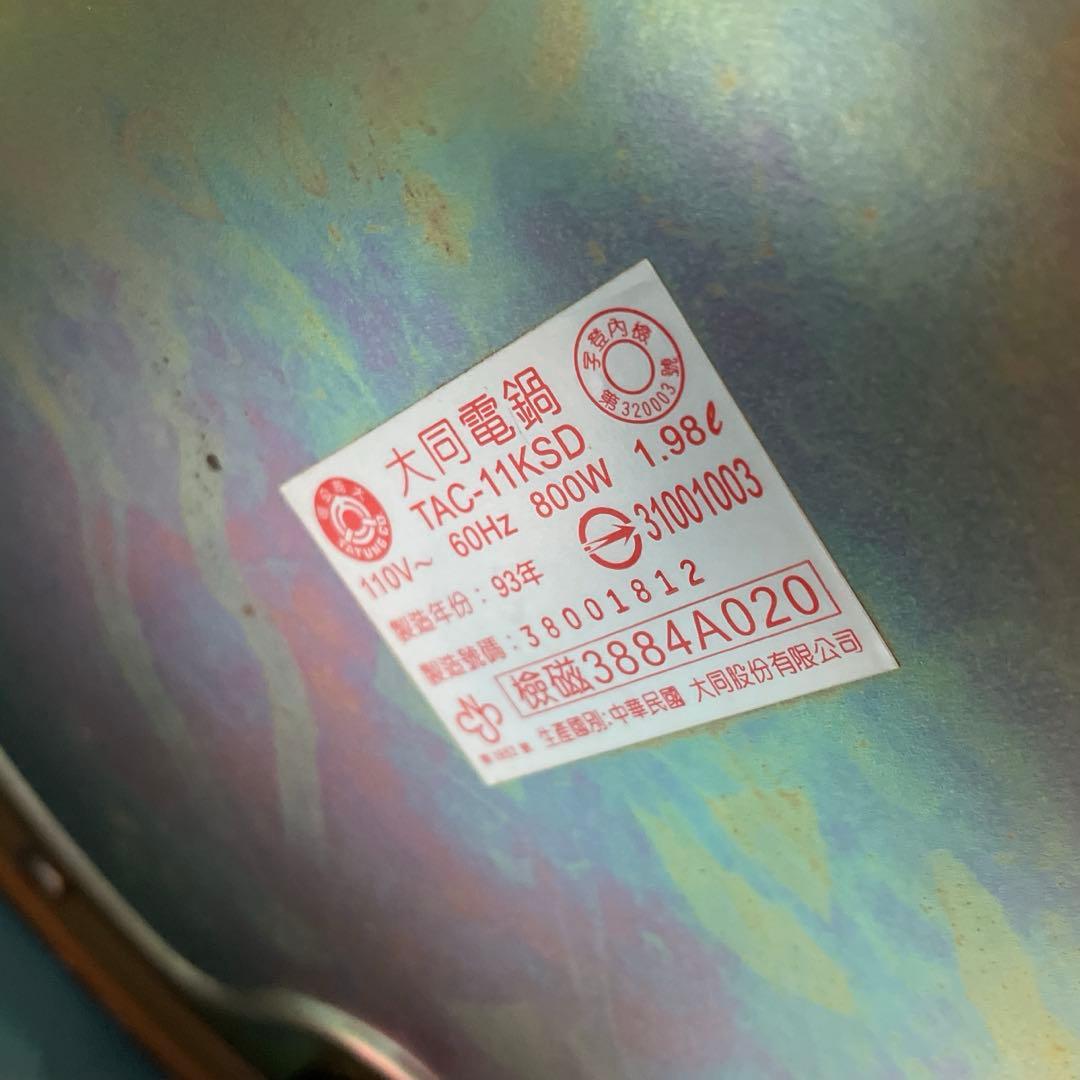 字登內檢
第320003號
大同電鍋
TAC-11KSD
110V～ 60Hz 800W 1.98ℓ
製造年份：93年
31001003
製造號碼：38001812
檢磁3884A020
生產國別:中華民國 大同股份有限公司
TATUNG CO